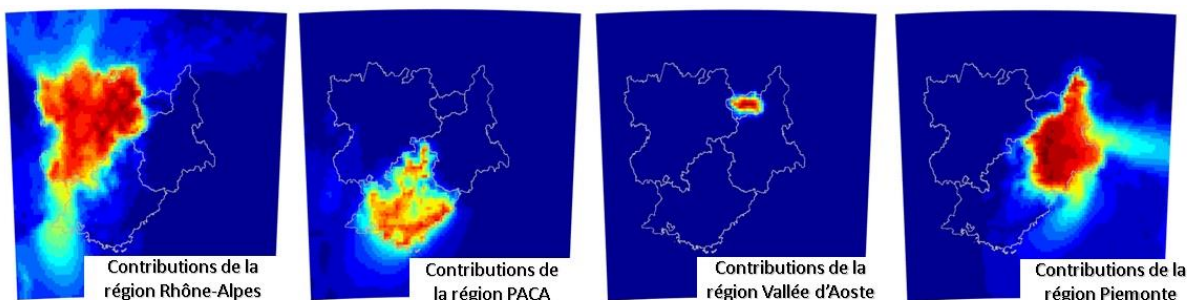 Contributions de la
région Rhône-Alpes
Contributions de
la région PACA
Contributions de la
région Vallée d'Aoste
Contributions de la
région Piemonte